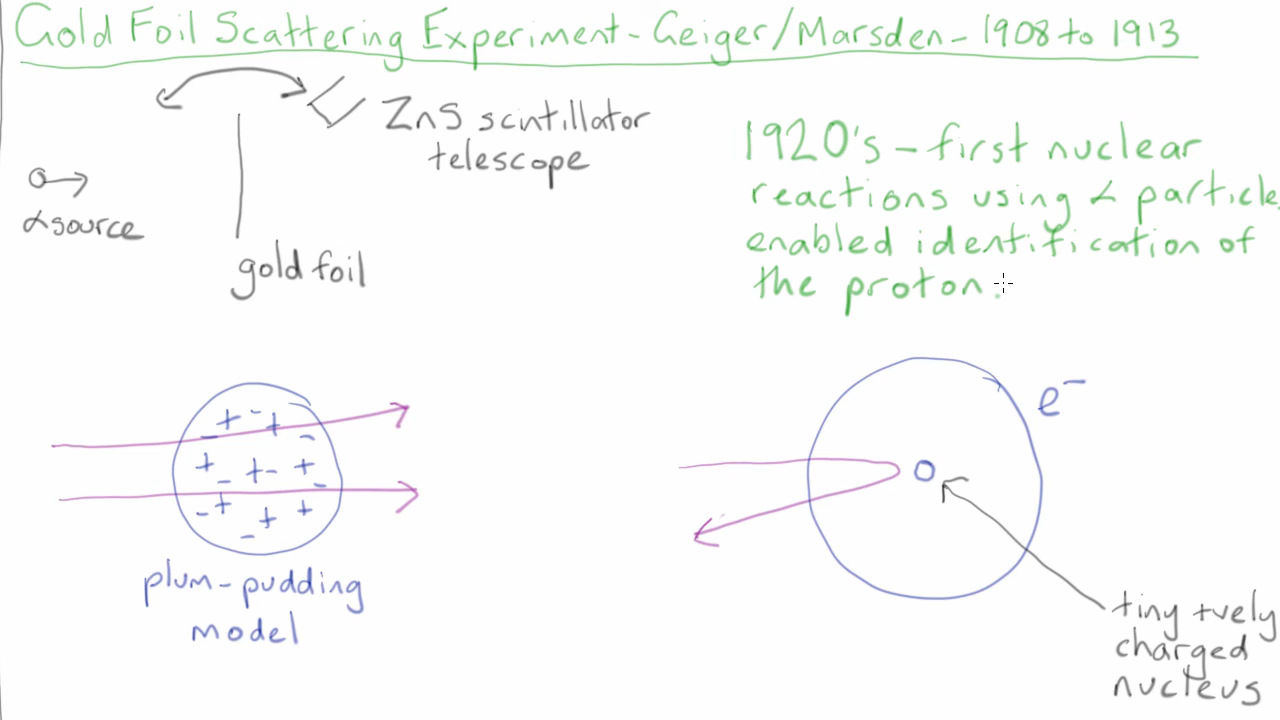 Gold Foil Scattering Experiment - Geiger/Marsden - 1908 to 1913
ZnS scintillator
telescope
α source
gold foil
1920's - first nuclear
reactions using α particle
enabled identification of
the proton.
e⁻
+ - +
- -
+ + - +
- -
- + + +
-
plum-pudding
model
tiny +vely
charged
nucleus